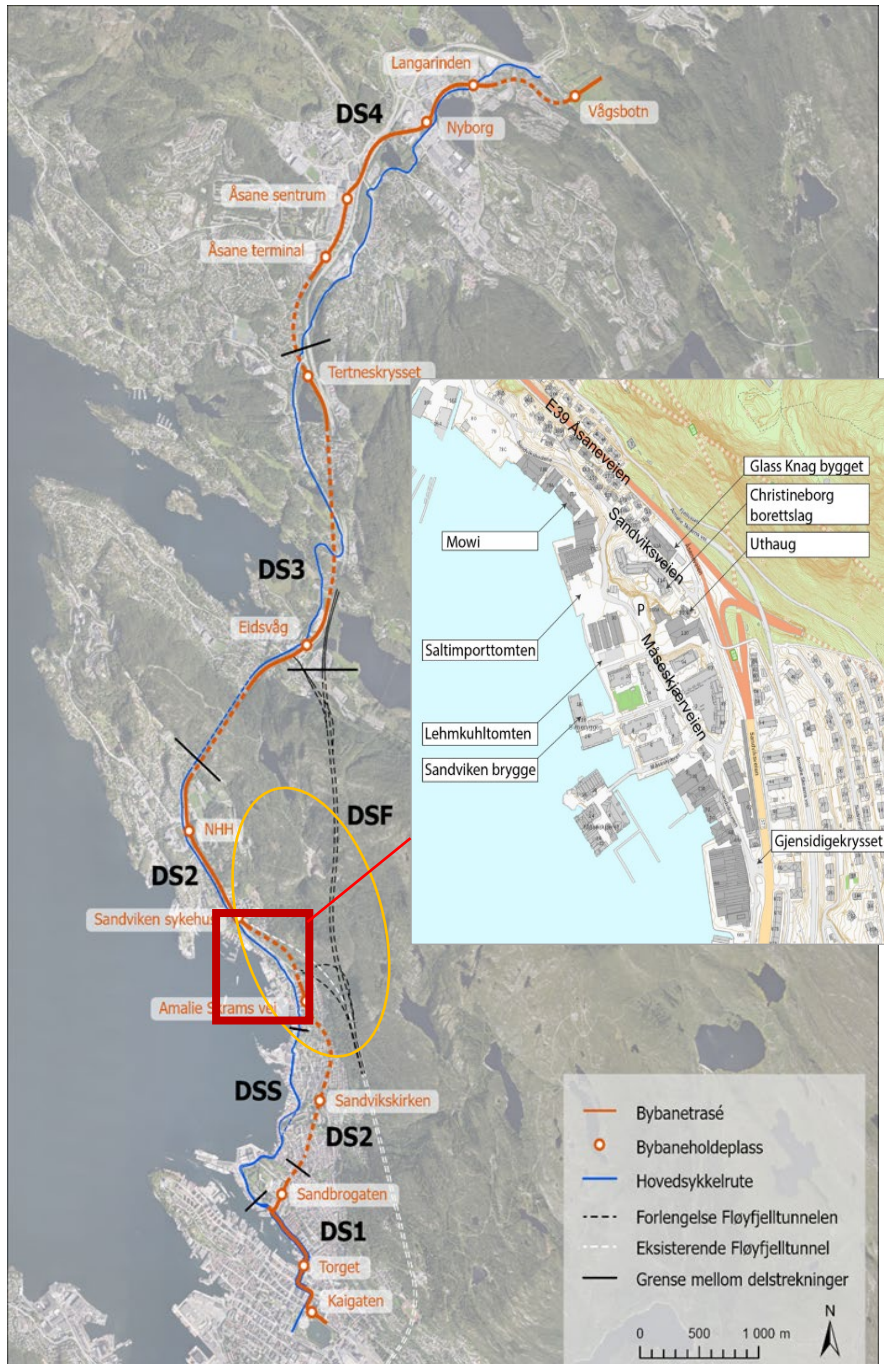 Langarinden
Vågsbotn
DS4
Nyborg
Åsane sentrum
Åsane terminal
Tertneskrysset
DS3
Eidsvåg
DSF
NHH
DS2
Sandviken sykehus
Amalie Skrams vei
DSS
Sandvikskirken
DS2
Sandbrogaten
DS1
Torget
Kaigaten
E39 Åsaneveien
Glass Knag bygget
Christineborg
borettslag
Uthaug
Mowi
Sandviksveien
P
Saltimporttomten
Måseskjærveien
Lehmkuhltomten
Sandviken brygge
Gjensidigekrysset
Bybanetrasé
Bybaneholdeplass
Hovedsykkelrute
Forlengelse Fløyfjelltunnelen
Eksisterende Fløyfjelltunnel
Grense mellom delstrekninger
N
0 500 1 000 m